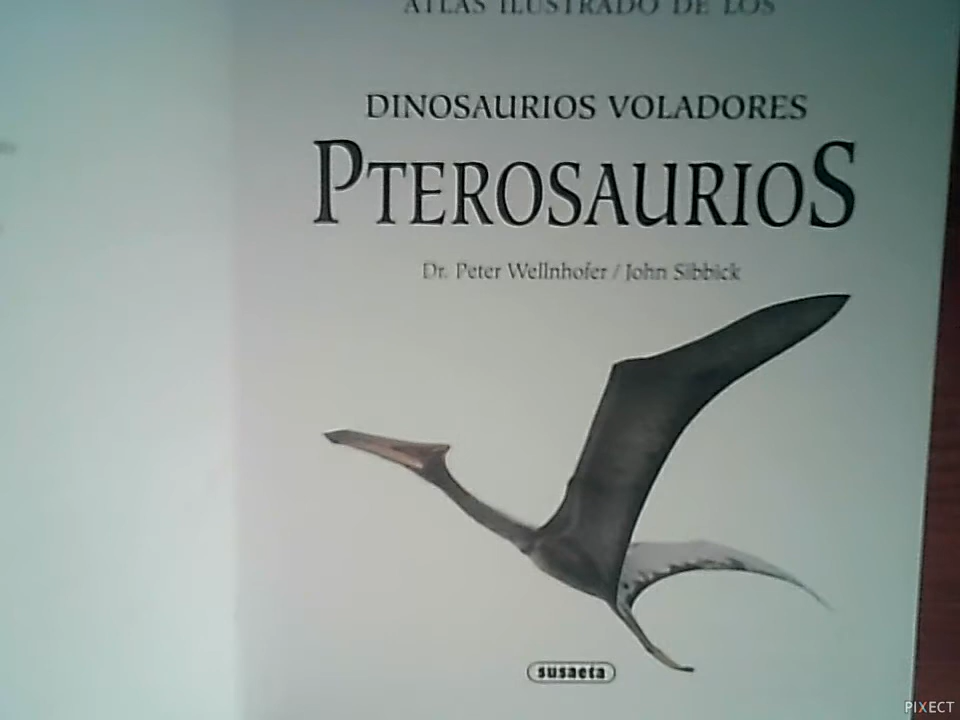 ATLAS ILUSTRADO DE LOS
DINOSAURIOS VOLADORES
PTEROSAURIOS
Dr. Peter Wellnhofer / John Sibbick
susaeta
PIXECT